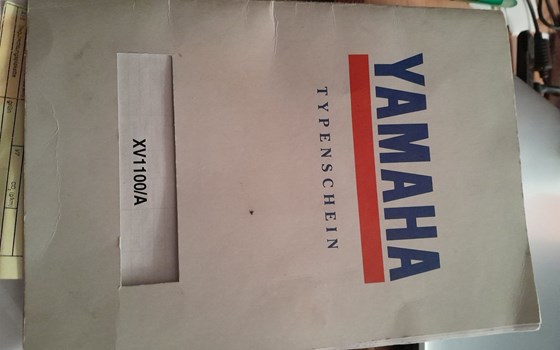 YAMAHA
TYPENSCHEIN
XV1100/A